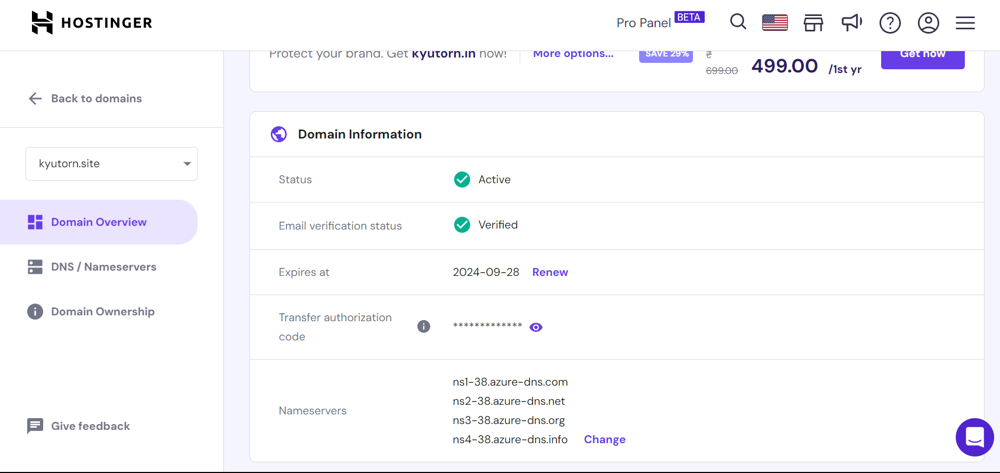 HOSTINGER
Pro Panel BETA
Protect your brand. Get kyutorn.in now!
More options...
SAVE 29%
₴
699.00
499.00 /1st yr
Get now
Back to domains
kyutorn.site
Domain Overview
DNS / Nameservers
Domain Ownership
Give feedback
Domain Information
Status
Active
Email verification status
Verified
Expires at
2024-09-28 Renew
Transfer authorization
code
*************
Nameservers
ns1-38.azure-dns.com
ns2-38.azure-dns.net
ns3-38.azure-dns.org
ns4-38.azure-dns.info Change